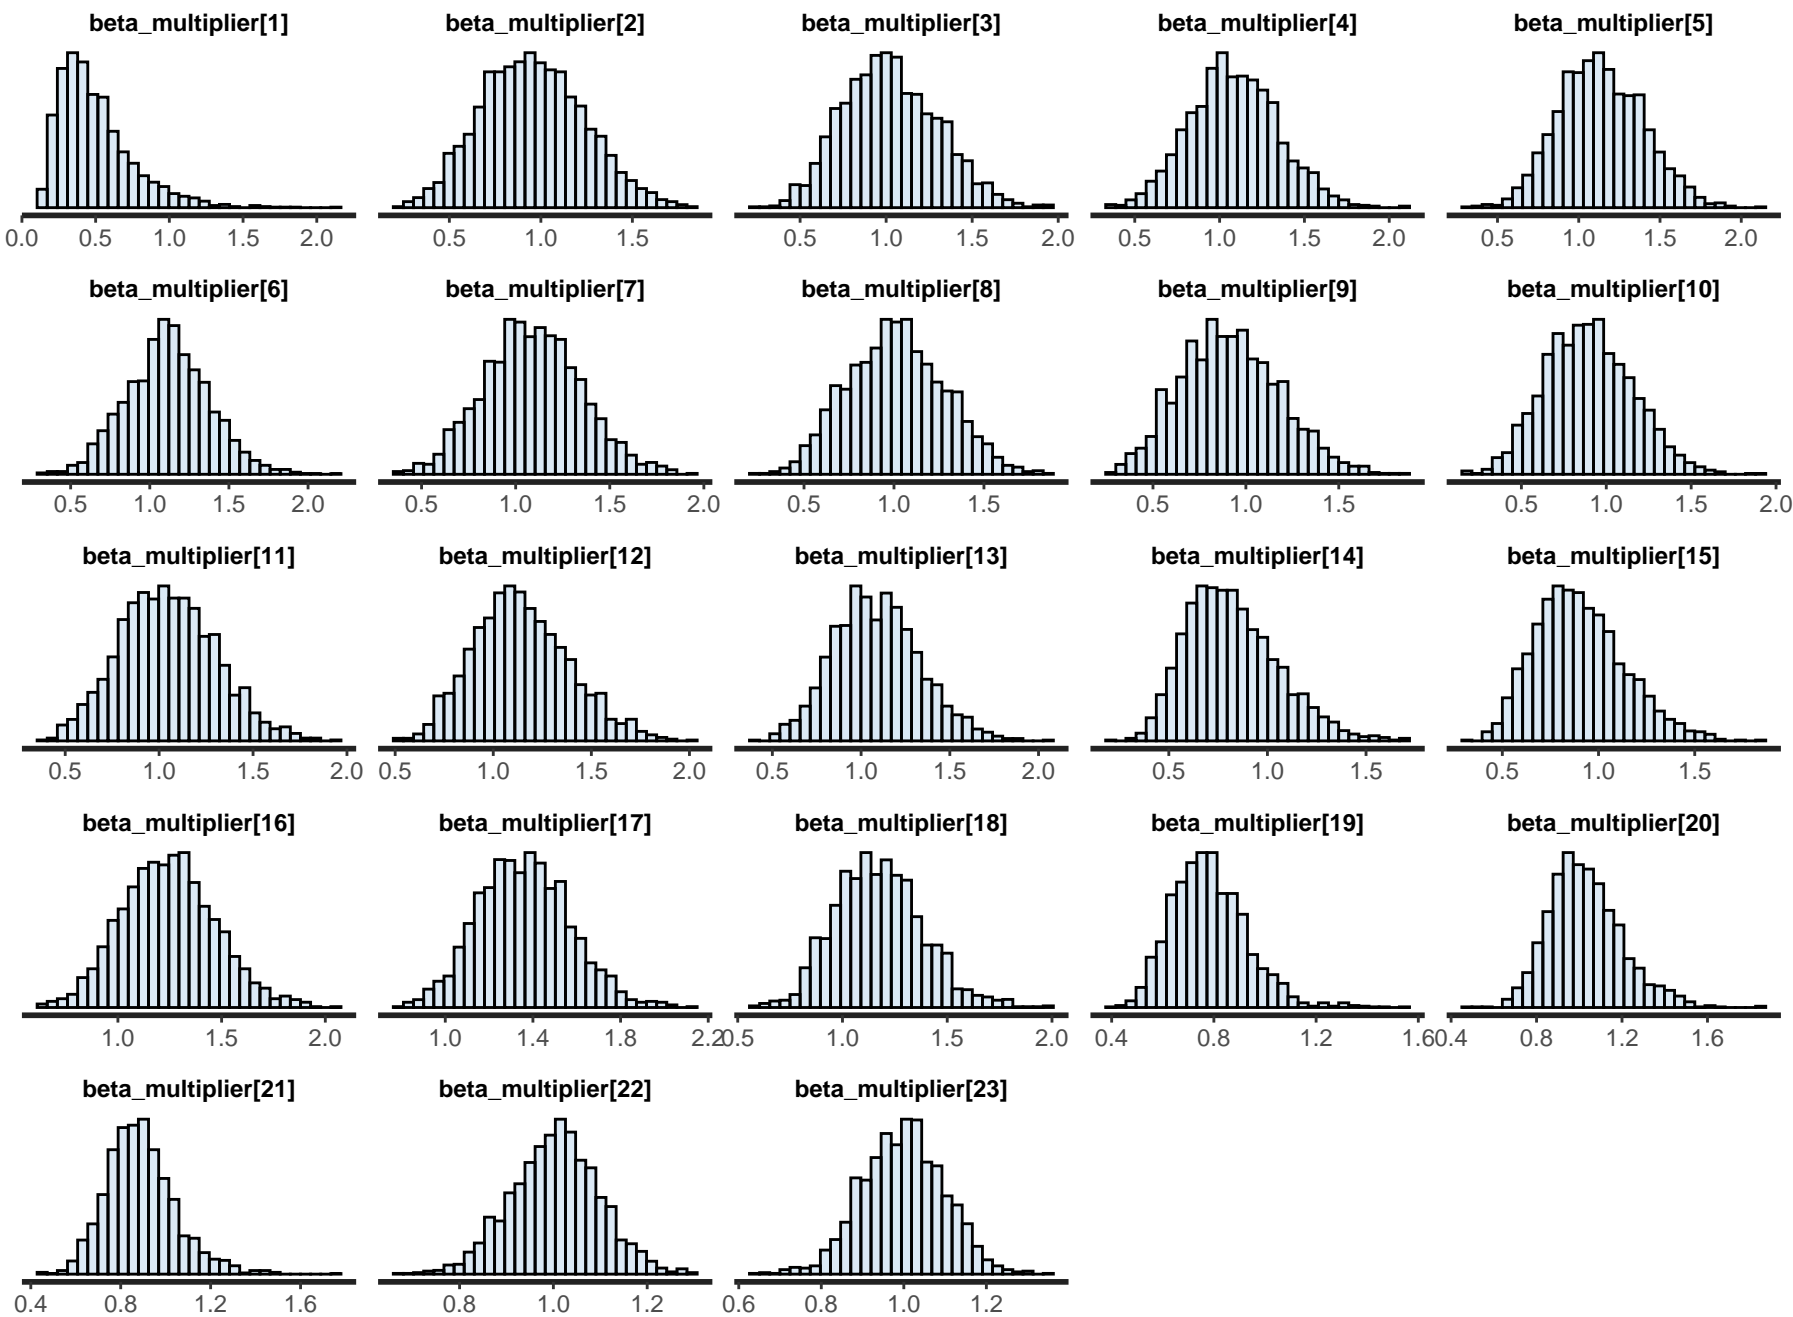 beta_multiplier[1] beta_multiplier[2] beta_multiplier[3] beta_multiplier[4] beta_multiplier[5]
0.0 0.5 1.0 1.5 2.0 0.5 1.0 1.5 0.5 1.0 1.5 2.0 0.5 1.0 1.5 2.0 0.5 1.0 1.5 2.0
beta_multiplier[6] beta_multiplier[7] beta_multiplier[8] beta_multiplier[9] beta_multiplier[10]
0.5 1.0 1.5 2.0 0.5 1.0 1.5 2.0 0.5 1.0 1.5 0.5 1.0 1.5 0.5 1.0 1.5 2.0
beta_multiplier[11] beta_multiplier[12] beta_multiplier[13] beta_multiplier[14] beta_multiplier[15]
0.5 1.0 1.5 2.0 0.5 1.0 1.5 2.0 0.5 1.0 1.5 2.0 0.5 1.0 1.5 0.5 1.0 1.5
beta_multiplier[16] beta_multiplier[17] beta_multiplier[18] beta_multiplier[19] beta_multiplier[20]
1.0 1.5 2.0 1.0 1.4 1.8 2.2 0.5 1.0 1.5 2.0 0.4 0.8 1.2 1.6 0.4 0.8 1.2 1.6
beta_multiplier[21] beta_multiplier[22] beta_multiplier[23]
0.4 0.8 1.2 1.6 0.8 1.0 1.2 0.6 0.8 1.0 1.2